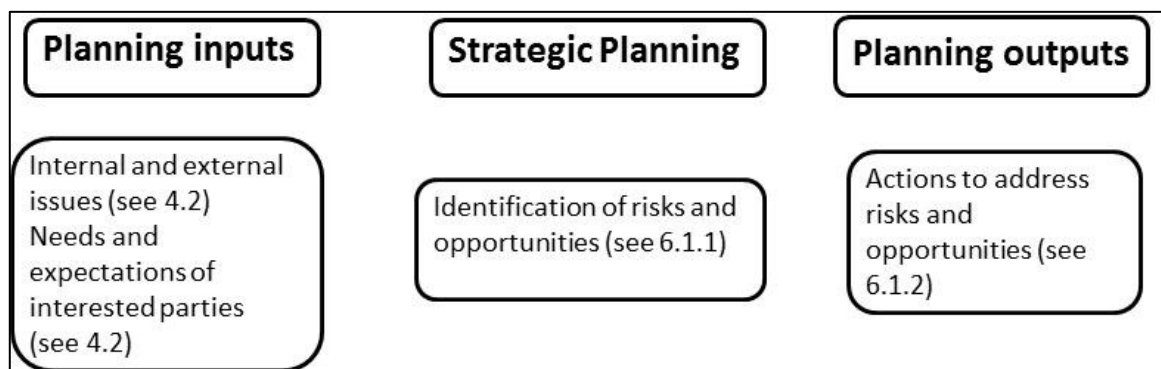 Planning inputs
Strategic Planning
Planning outputs
Internal and external
issues (see 4.2)
Needs and
expectations of
interested parties
(see 4.2)
Identification of risks and
opportunities (see 6.1.1)
Actions to address
risks and
opportunities (see
6.1.2)